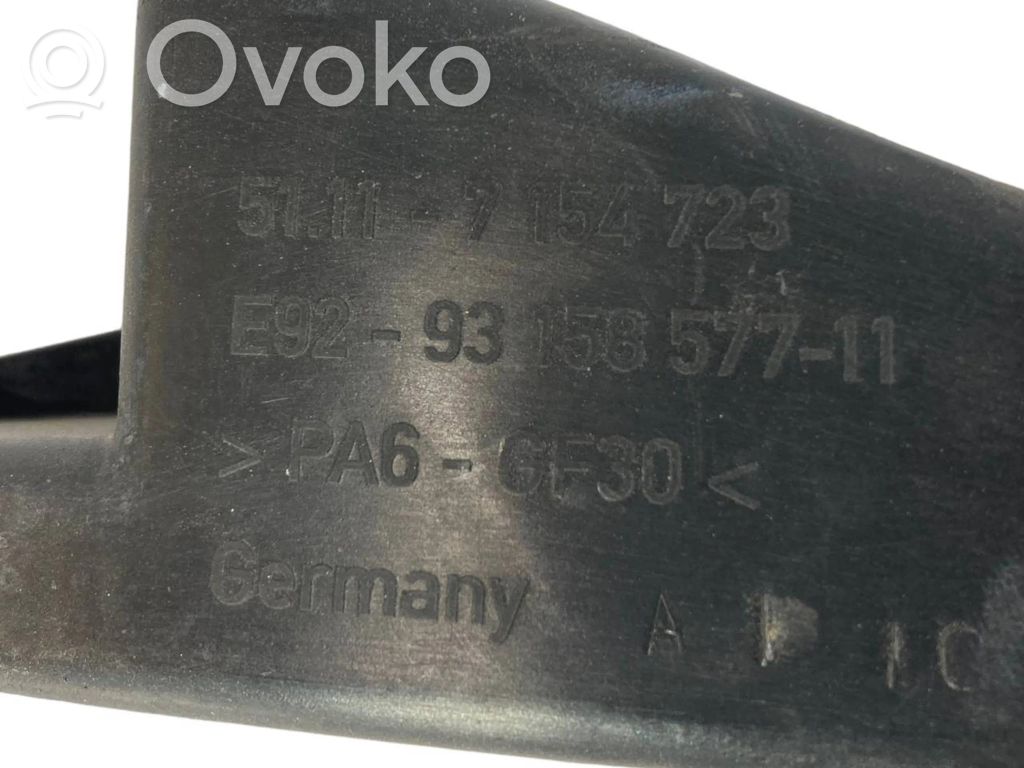 Ovoko
51.11 - 7 154 723
E92 - 93 158 577-11
> PA6 - GF30 <
Germany
A